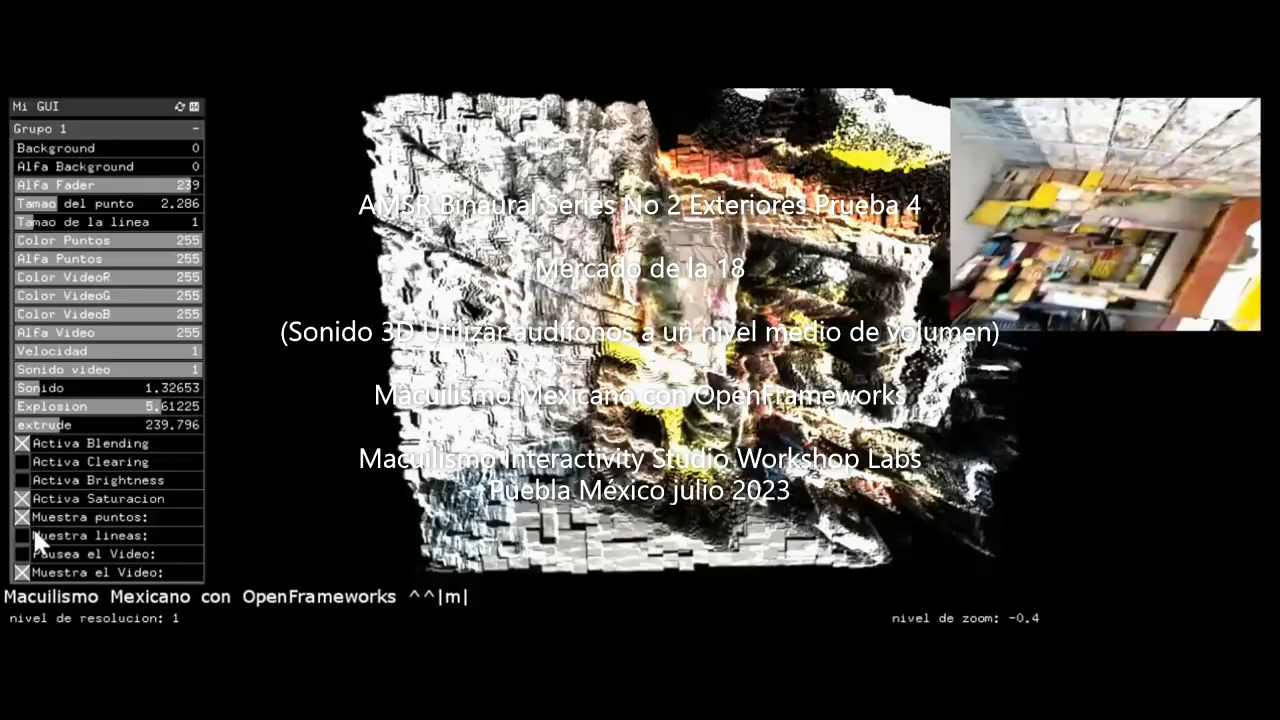 Mi GUI
Grupo 1 -
Background 0
Alfa Background 0
Alfa Fader 239
Tamao del punto 2.286
Tamao de la linea 1
Color Puntos 255
Alfa Puntos 255
Color VideoR 255
Color VideoG 255
Color VideoB 255
Alfa Video 255
Velocidad 1
Sonido video 1
Sonido 1.32653
Explosion 5.61225
extrude 239.796
Activa Blending
Activa Clearing
Activa Brightness
Activa Saturacion
Muestra puntos:
Muestra lineas:
Pausea el Video:
Muestra el Video:
AMSR Binaural Series No 2 Exteriores Prueba 4
Mercado de la 18
(Sonido 3D Utilizar audífonos a un nivel medio de volumen)
Macuilismo Mexicano con OpenFrameworks
Macuilismo Interactivity Studio Workshop Labs
Puebla México julio 2023
Macuilismo Mexicano con OpenFrameworks ^^|m|
nivel de resolucion: 1
nivel de zoom: -0.4